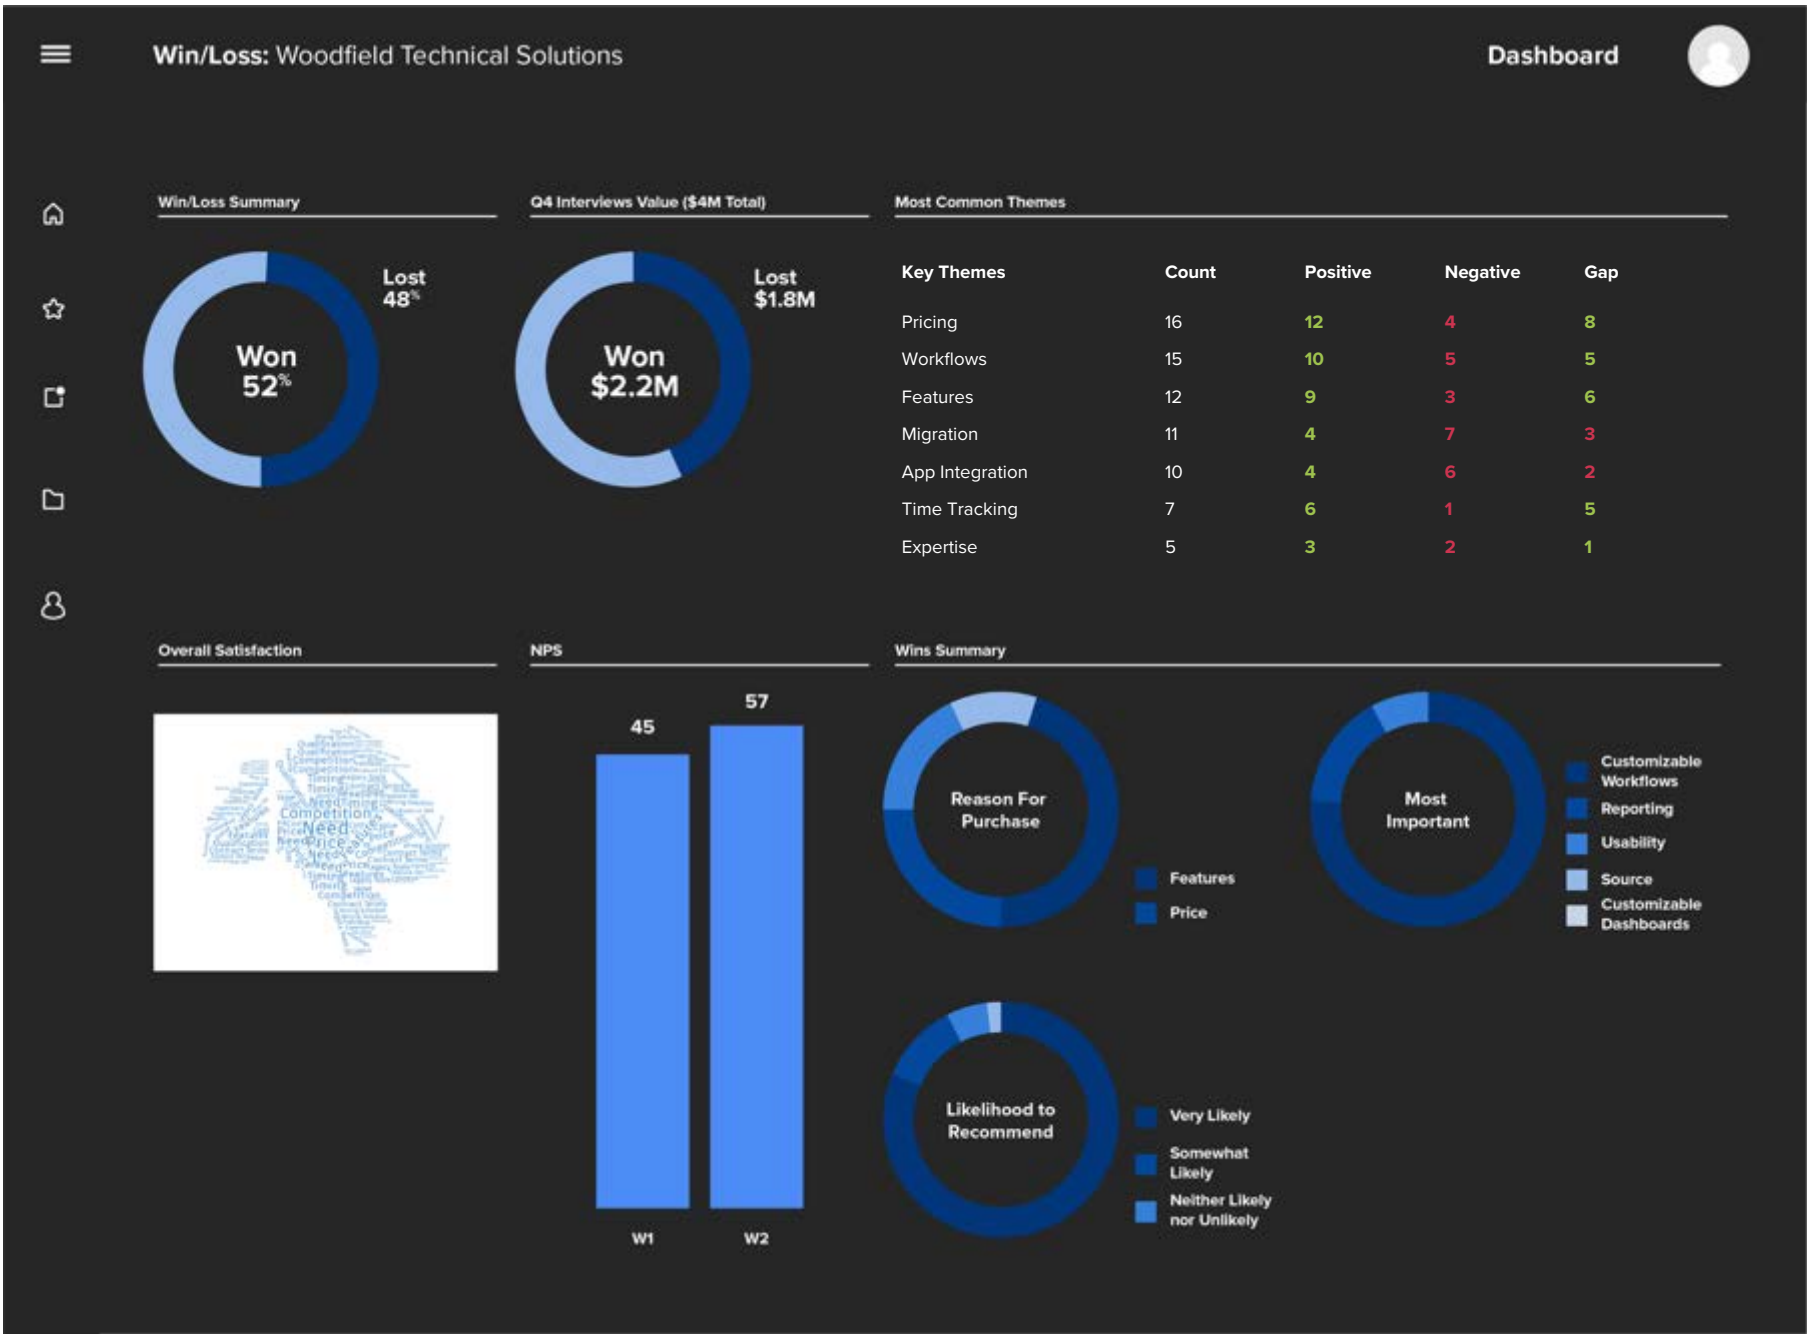 Win/Loss: Woodfield Technical Solutions
Dashboard
Win/Loss Summary
Lost
48%
Won
52%
Q4 Interviews Value ($4M Total)
Lost
$1.8M
Won
$2.2M
Most Common Themes
Key Themes Count Positive Negative Gap
Pricing 16 12 4 8
Workflows 15 10 5 5
Features 12 9 3 6
Migration 11 4 7 3
App Integration 10 4 6 2
Time Tracking 7 6 1 5
Expertise 5 3 2 1
Overall Satisfaction
Competition
Need
Price
Timing
Competition
NPS
45
57
W1
W2
Wins Summary
Reason For
Purchase
Features
Price
Most
Important
Customizable
Workflows
Reporting
Usability
Source
Customizable
Dashboards
Likelihood to
Recommend
Very Likely
Somewhat
Likely
Neither Likely
nor Unlikely